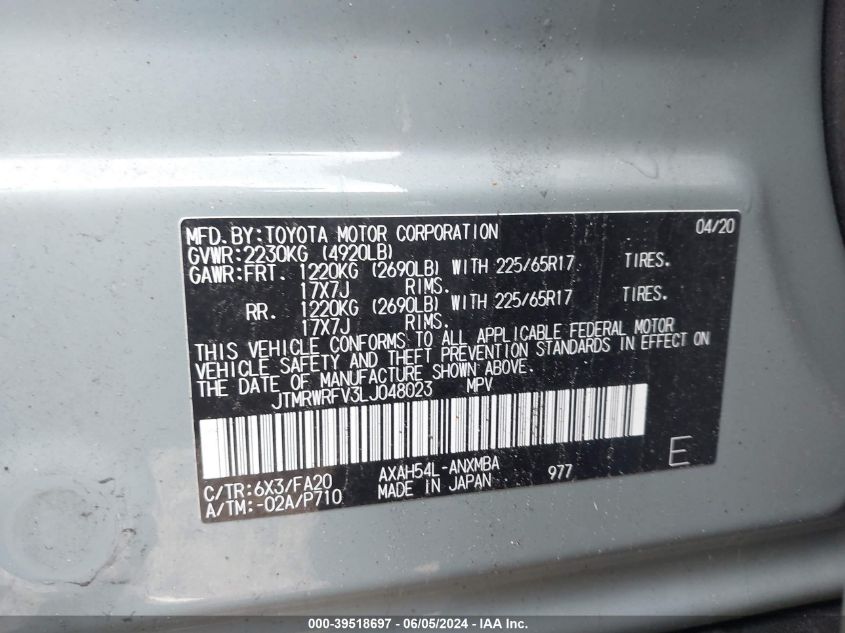 MFD.BY:TOYOTA MOTOR CORPORATION 04/20
GVWR:2230KG (4920LB)
GAWR:FRT. 1220KG (2690LB) WITH 225/65R17 TIRES.
17X7J RIMS.
RR. 1220KG (2690LB) WITH 225/65R17 TIRES.
17X7J RIMS.
THIS VEHICLE CONFORMS TO ALL APPLICABLE FEDERAL MOTOR
VEHICLE SAFETY AND THEFT PREVENTION STANDARDS IN EFFECT ON
THE DATE OF MANUFACTURE SHOWN ABOVE.
JTMRWRFV3LJ048023 MPV
C/TR:6X3/FA20 AXAH54L-ANXMBA 977 E
A/TM:-02A/P710 MADE IN JAPAN
000-39518697 - 06/05/2024 - IAA Inc.